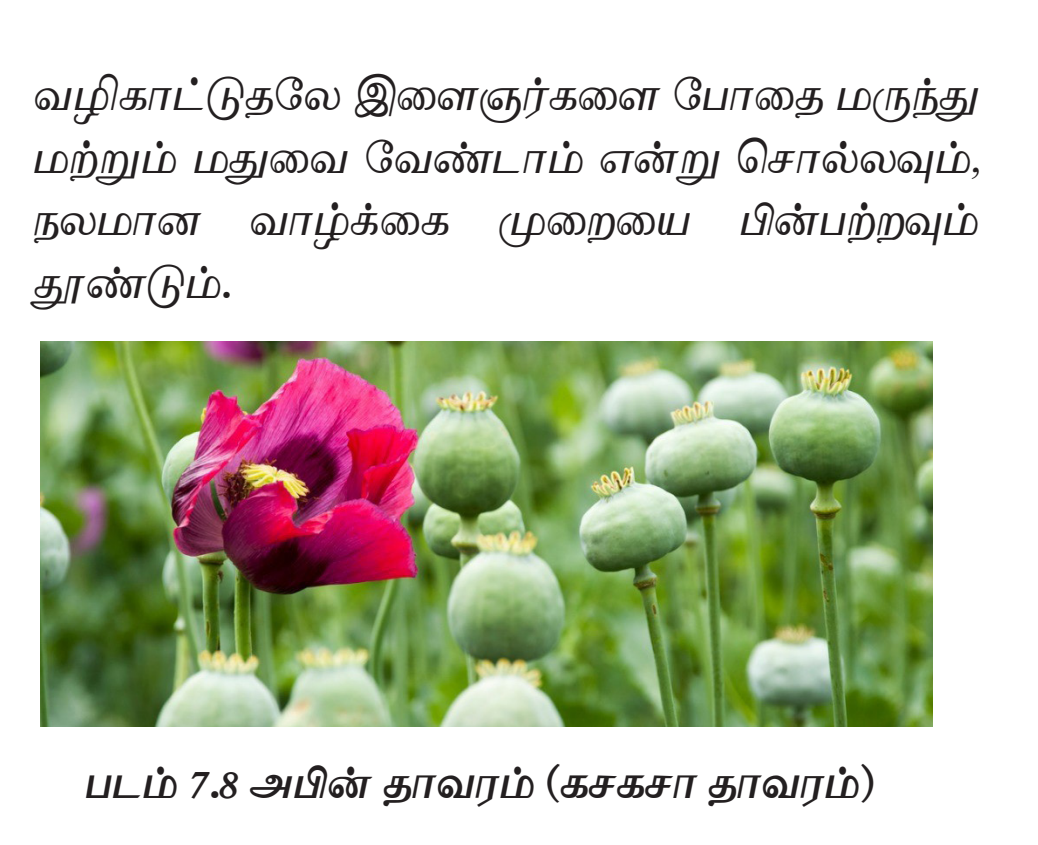 வழிகாட்டுதலே இளைஞர்களை போதை மருந்து
மற்றும் மதுவை வேண்டாம் என்று சொல்லவும்,
நலமான வாழ்க்கை முறையை பின்பற்றவும்
தூண்டும்.
படம் 7.8 அபின் தாவரம் (கசகசா தாவரம்)